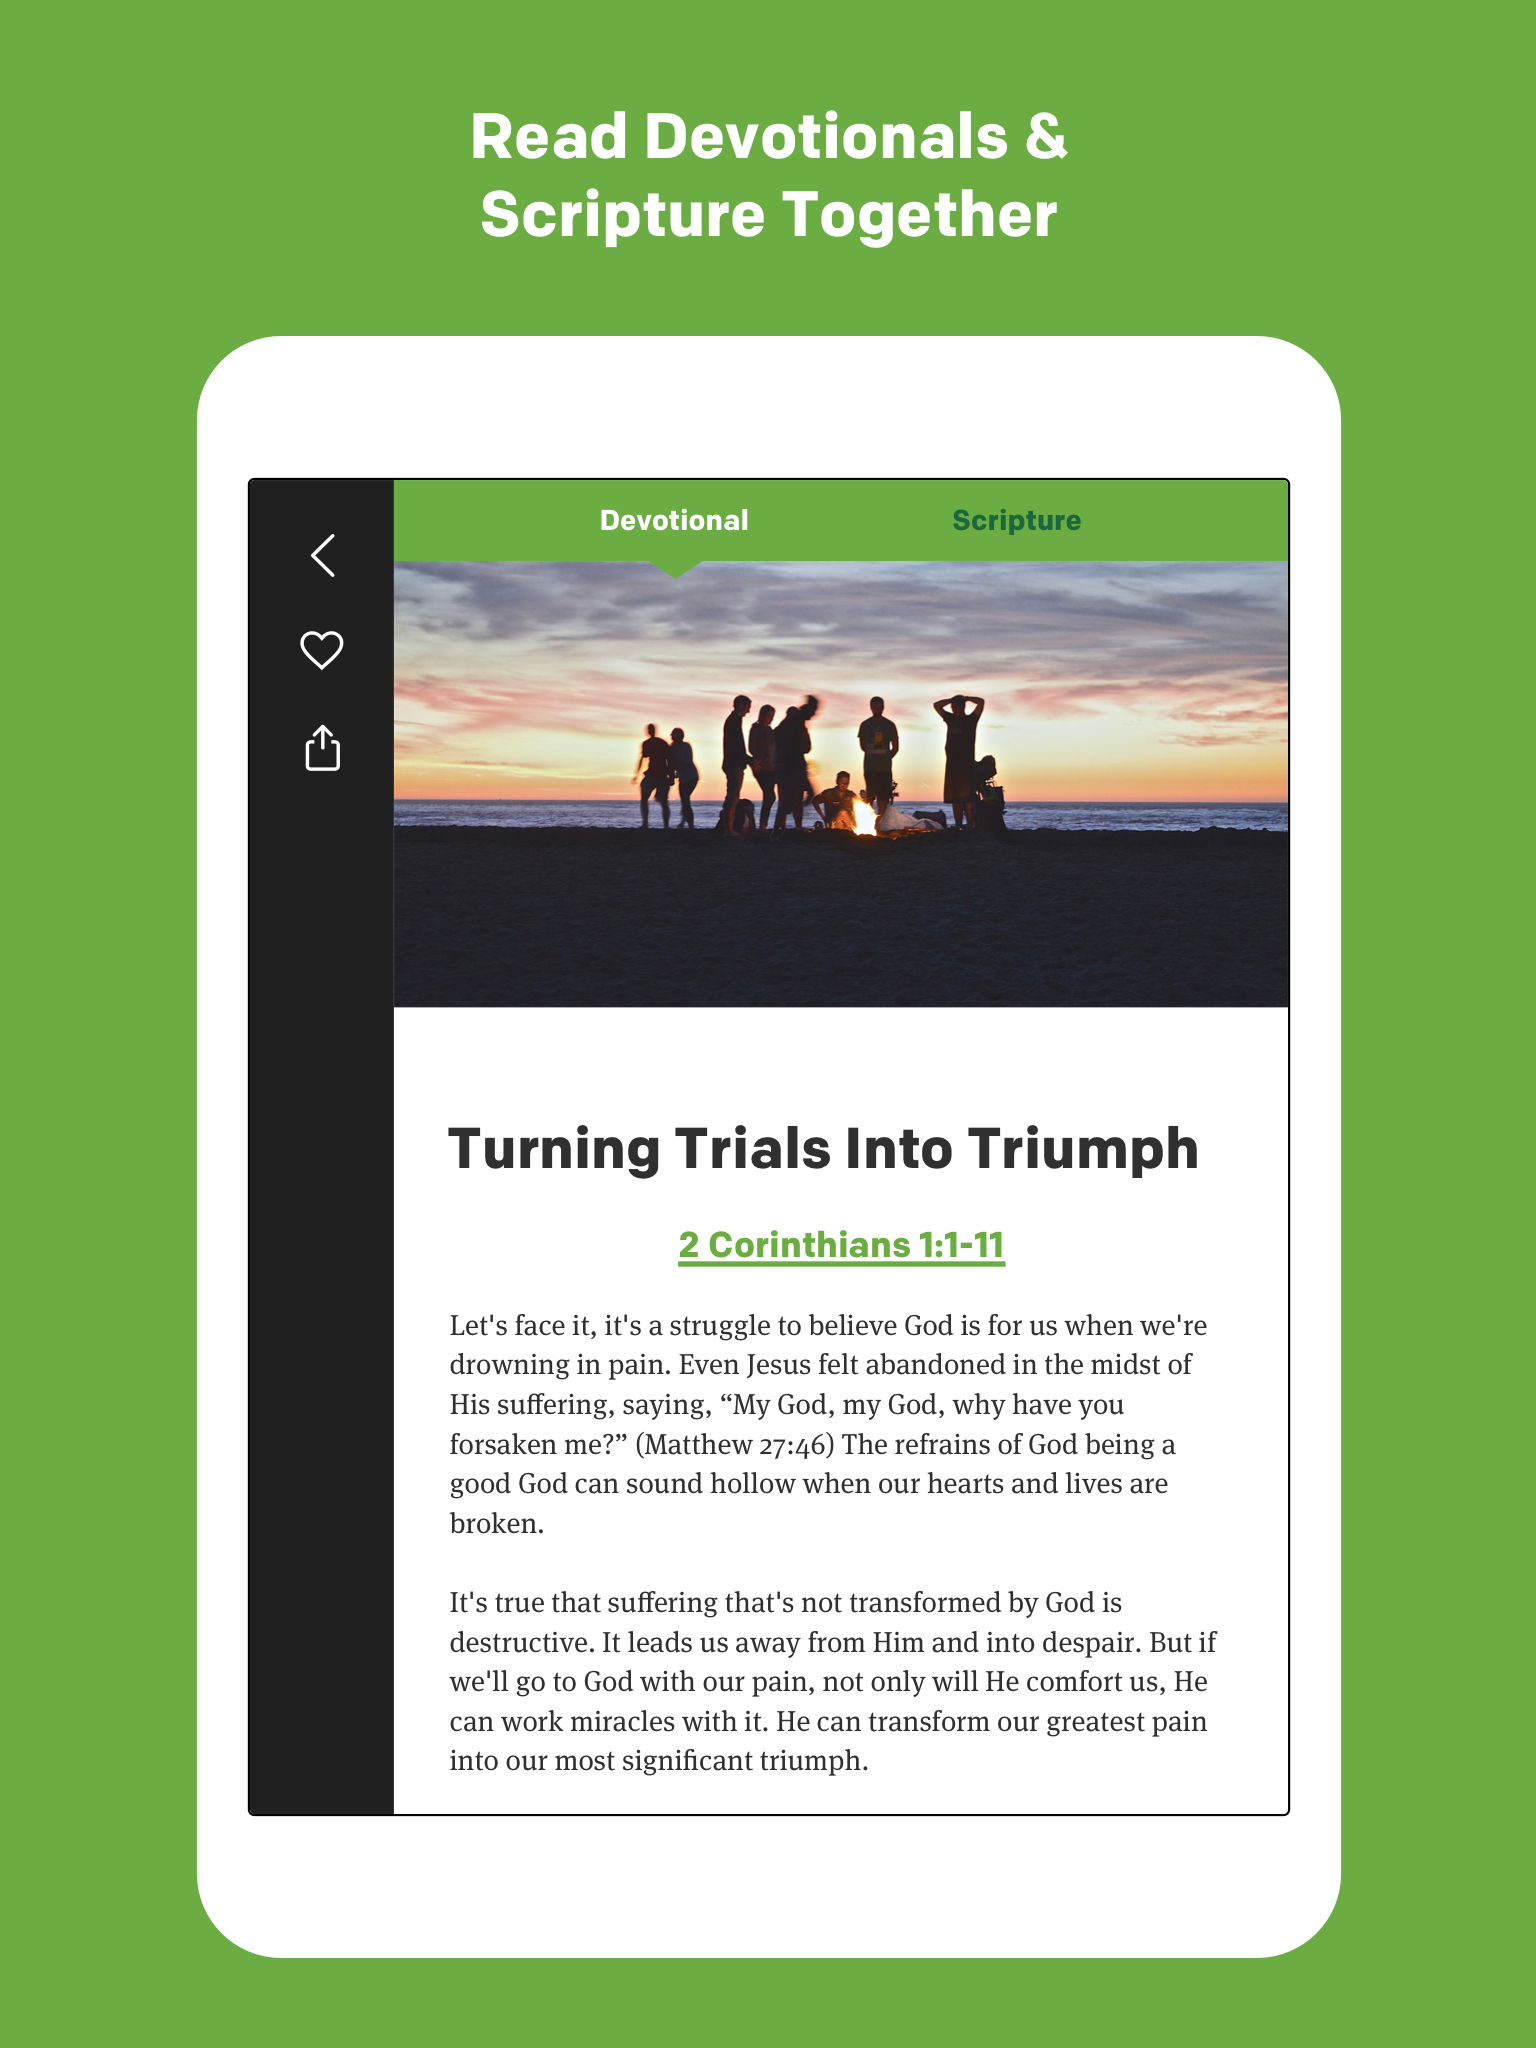 Read Devotionals &
Scripture Together
Devotional
Scripture
Turning Trials Into Triumph
2 Corinthians 1:1-11
Let's face it, it's a struggle to believe God is for us when we're
drowning in pain. Even Jesus felt abandoned in the midst of
His suffering, saying, “My God, my God, why have you
forsaken me?” (Matthew 27:46) The refrains of God being a
good God can sound hollow when our hearts and lives are
broken.
It's true that suffering that's not transformed by God is
destructive. It leads us away from Him and into despair. But if
we'll go to God with our pain, not only will He comfort us, He
can work miracles with it. He can transform our greatest pain
into our most significant triumph.